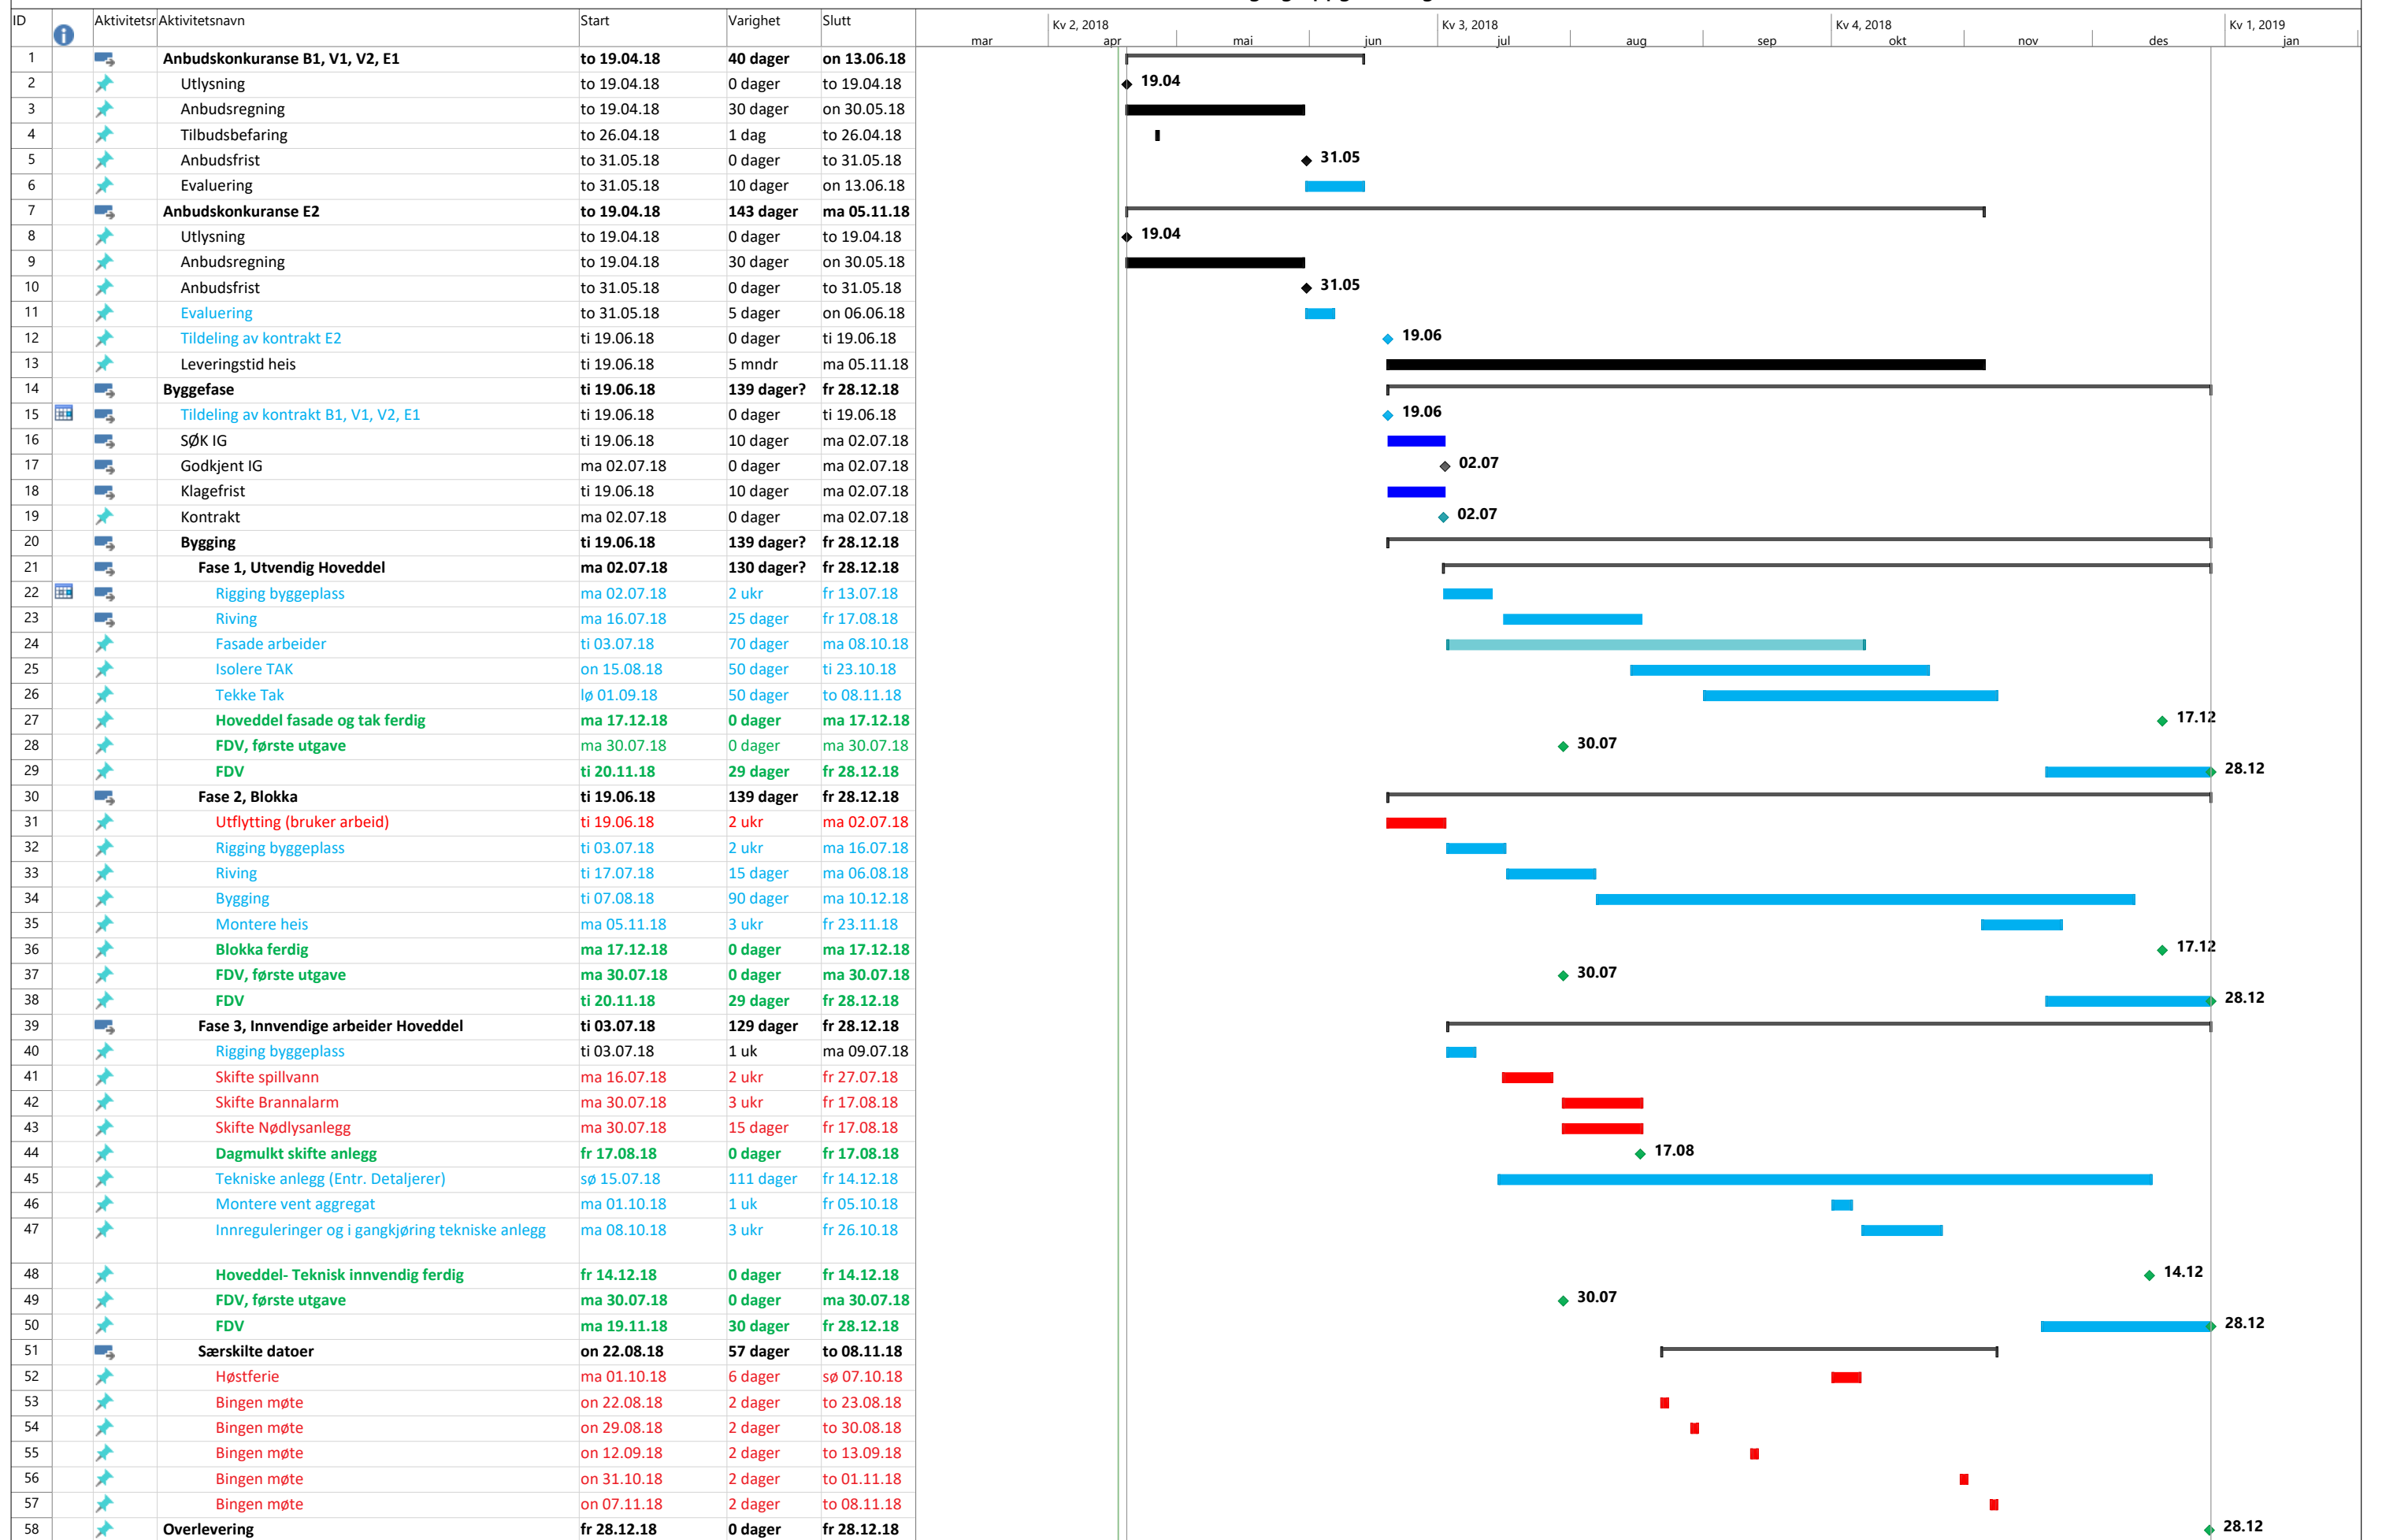 ID Aktivitetsr Aktivitetsnavn Start Varighet Slutt Kv 2, 2018 Kv 3, 2018 Kv 4, 2018 Kv 1, 2019
mar apr mai jun jul aug sep okt nov des jan
1 Anbudskonkuranse B1, V1, V2, E1 to 19.04.18 40 dager on 13.06.18
2 Utlysning to 19.04.18 0 dager to 19.04.18 19.04
3 Anbudsregning to 19.04.18 30 dager on 30.05.18
4 Tilbudsbefaring to 26.04.18 1 dag to 26.04.18
5 Anbudsfrist to 31.05.18 0 dager to 31.05.18 31.05
6 Evaluering to 31.05.18 10 dager on 13.06.18
7 Anbudskonkuranse E2 to 19.04.18 143 dager ma 05.11.18
8 Utlysning to 19.04.18 0 dager to 19.04.18 19.04
9 Anbudsregning to 19.04.18 30 dager on 30.05.18
10 Anbudsfrist to 31.05.18 0 dager to 31.05.18 31.05
11 Evaluering to 31.05.18 5 dager on 06.06.18
12 Tildeling av kontrakt E2 ti 19.06.18 0 dager ti 19.06.18 19.06
13 Leveringstid heis ti 19.06.18 5 mndr ma 05.11.18
14 Byggefase ti 19.06.18 139 dager? fr 28.12.18
15 Tildeling av kontrakt B1, V1, V2, E1 ti 19.06.18 0 dager ti 19.06.18 19.06
16 SØK IG ti 19.06.18 10 dager ma 02.07.18
17 Godkjent IG ma 02.07.18 0 dager ma 02.07.18 02.07
18 Klagefrist ti 19.06.18 10 dager ma 02.07.18
19 Kontrakt ma 02.07.18 0 dager ma 02.07.18 02.07
20 Bygging ti 19.06.18 139 dager? fr 28.12.18
21 Fase 1, Utvendig Hoveddel ma 02.07.18 130 dager? fr 28.12.18
22 Rigging byggeplass ma 02.07.18 2 ukr fr 13.07.18
23 Riving ma 16.07.18 25 dager fr 17.08.18
24 Fasade arbeider ti 03.07.18 70 dager ma 08.10.18
25 Isolere TAK on 15.08.18 50 dager ti 23.10.18
26 Tekke Tak lø 01.09.18 50 dager to 08.11.18
27 Hoveddel fasade og tak ferdig ma 17.12.18 0 dager ma 17.12.18 17.12
28 FDV, første utgave ma 30.07.18 0 dager ma 30.07.18 30.07
29 FDV ti 20.11.18 29 dager fr 28.12.18 28.12
30 Fase 2, Blokka ti 19.06.18 139 dager fr 28.12.18
31 Utflytting (bruker arbeid) ti 19.06.18 2 ukr ma 02.07.18
32 Rigging byggeplass ti 03.07.18 2 ukr ma 16.07.18
33 Riving ti 17.07.18 15 dager ma 06.08.18
34 Bygging ti 07.08.18 90 dager ma 10.12.18
35 Montere heis ma 05.11.18 3 ukr fr 23.11.18
36 Blokka ferdig ma 17.12.18 0 dager ma 17.12.18 17.12
37 FDV, første utgave ma 30.07.18 0 dager ma 30.07.18 30.07
38 FDV ti 20.11.18 29 dager fr 28.12.18 28.12
39 Fase 3, Innvendige arbeider Hoveddel ti 03.07.18 129 dager fr 28.12.18
40 Rigging byggeplass ti 03.07.18 1 uk ma 09.07.18
41 Skifte spillvann ma 16.07.18 2 ukr fr 27.07.18
42 Skifte Brannalarm ma 30.07.18 3 ukr fr 17.08.18
43 Skifte Nødlysanlegg ma 30.07.18 15 dager fr 17.08.18
44 Dagmulkt skifte anlegg fr 17.08.18 0 dager fr 17.08.18 17.08
45 Tekniske anlegg (Entr. Detaljerer) sø 15.07.18 111 dager fr 14.12.18
46 Montere vent aggregat ma 01.10.18 1 uk fr 05.10.18
47 Innreguleringer og i gangkjøring tekniske anlegg ma 08.10.18 3 ukr fr 26.10.18
48 Hoveddel- Teknisk innvendig ferdig fr 14.12.18 0 dager fr 14.12.18 14.12
49 FDV, første utgave ma 30.07.18 0 dager ma 30.07.18 30.07
50 FDV ma 19.11.18 30 dager fr 28.12.18 28.12
51 Særskilte datoer on 22.08.18 57 dager to 08.11.18
52 Høstferie ma 01.10.18 6 dager sø 07.10.18
53 Bingen møte on 22.08.18 2 dager to 23.08.18
54 Bingen møte on 29.08.18 2 dager to 30.08.18
55 Bingen møte on 12.09.18 2 dager to 13.09.18
56 Bingen møte on 31.10.18 2 dager to 01.11.18
57 Bingen møte on 07.11.18 2 dager to 08.11.18
58 Overlevering fr 28.12.18 0 dager fr 28.12.18 28.12